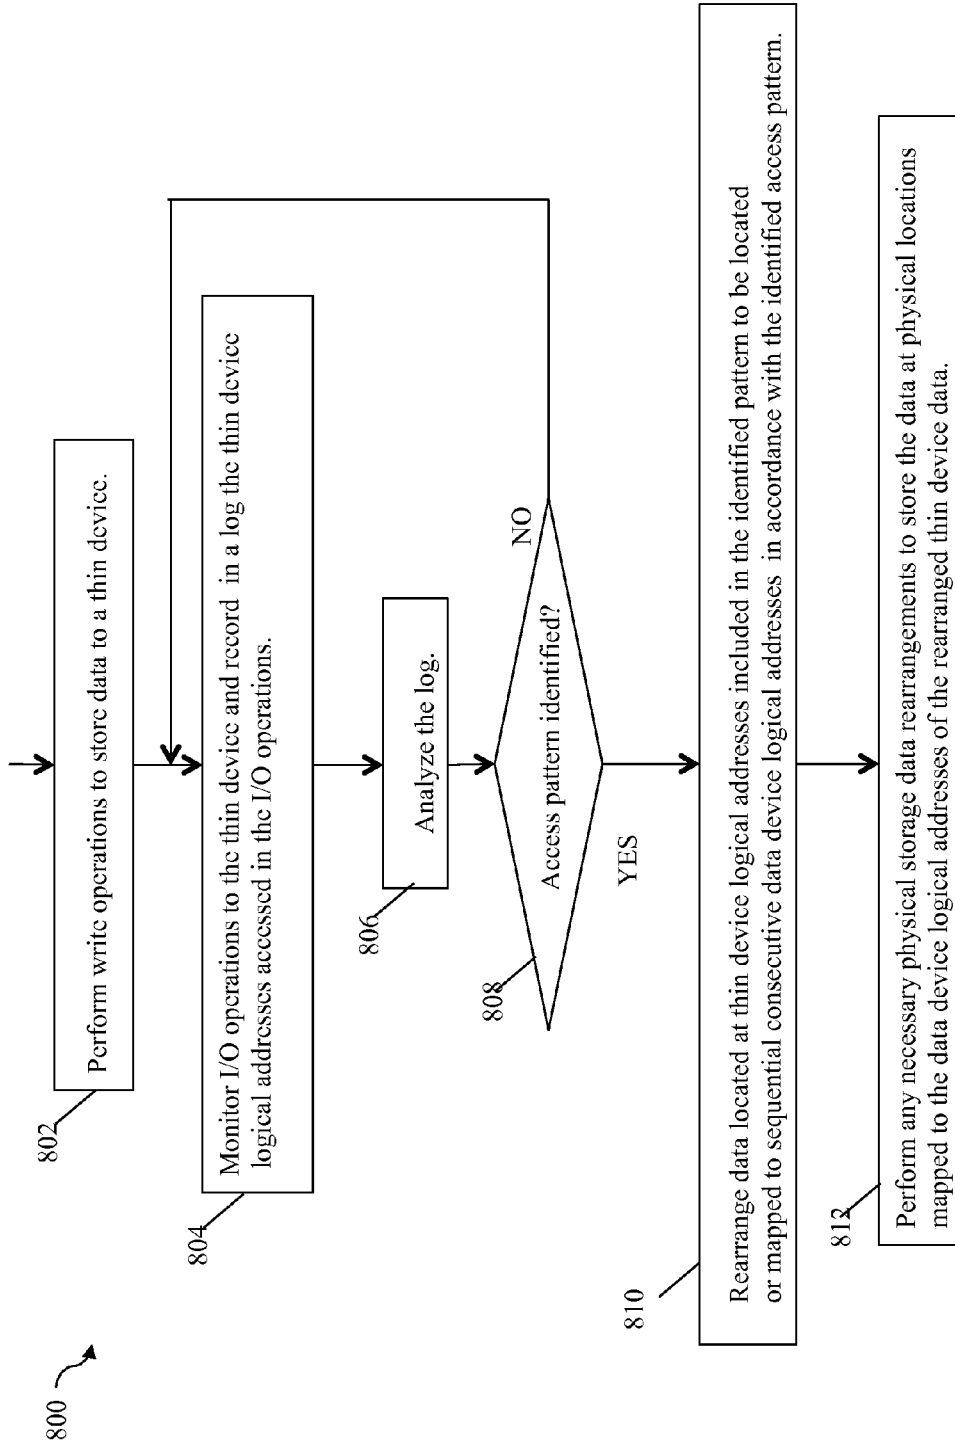 800
802
Perform write operations to store data to a thin device.
804
Monitor I/O operations to the thin device and record in a log the thin device
logical addresses accessed in the I/O operations.
806
Analyze the log.
808
Access pattern identified?
NO
YES
810
Rearrange data located at thin device logical addresses included in the identified pattern to be located
or mapped to sequential consecutive data device logical addresses in accordance with the identified access pattern.
812
Perform any necessary physical storage data rearrangements to store the data at physical locations
mapped to the data device logical addresses of the rearranged thin device data.